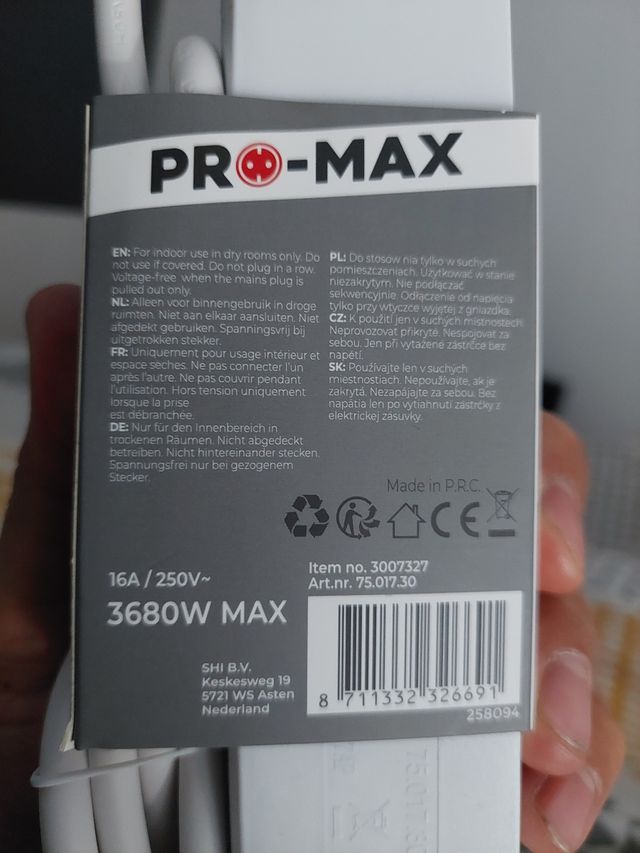 PRO-MAX
EN: For indoor use in dry rooms only. Do
not use if covered. Do not plug in a row.
Voltage-free when the mains plug is
pulled out only.
NL: Alleen voor binnengebruik in droge
ruimten. Niet aan elkaar aansluiten. Niet
afgedekt gebruiken. Spanningsvrij bij
uitgetrokken stekker.
FR: Uniquement pour usage intérieur et
espace sèches. Ne pas connecter l'un
après l'autre. Ne pas couvrir pendant
l'utilisation. Hors tension uniquement
lorsque la prise
est débranchée.
DE: Nur für den Innenbereich in
trockenen Räumen. Nicht abgedeckt
betreiben. Nicht hintereinander stecken.
Spannungsfrei nur bei gezogenem
Stecker.
PL: Do stosów nia tylko w suchych
pomieszczeniach. Użytkować w stanie
niezakrytym. Nie podłączać
sekwencyjnie. Odłączenie od napięcia
tylko przy wtyczce wyjętej z gniazdka.
CZ: K použití jen v suchých místnostech.
Neprovozovat přikryté. Nespojovat za
sebou. Jen při vytažené zástrčce bez
napětí.
SK: Používajte len v suchých
miestnostiach. Nepoužívajte, ak je
zakrytá. Nezapájajte za sebou. Bez
napätia len po vytiahnutí zástrčky z
elektrickej zásuvky.
Made in P.R.C.
CE
16A / 250V~
3680W MAX
Item no. 3007327
Art.nr. 75.017.30
SHI B.V.
Keskesweg 19
5721 WS Asten
Nederland
8 711332 326691
258094
75.017.30